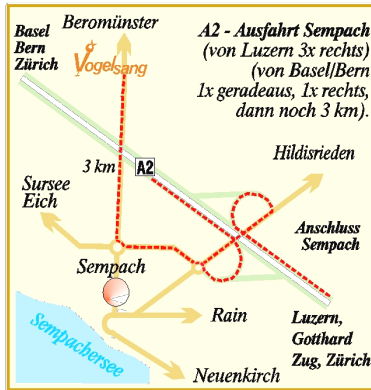 Beromünster
Basel
Bern
Zürich
Vogelsang
A2 - Ausfahrt Sempach
(von Luzern 3x rechts)
(von Basel/Bern
1x geradeaus, 1x rechts,
dann noch 3 km).
3 km
A2
Hildisrieden
Sursee
Eich
Anschluss
Sempach
Sempach
Rain
Luzern,
Gotthard
Zug, Zürich
Sempachersee
Neuenkirch